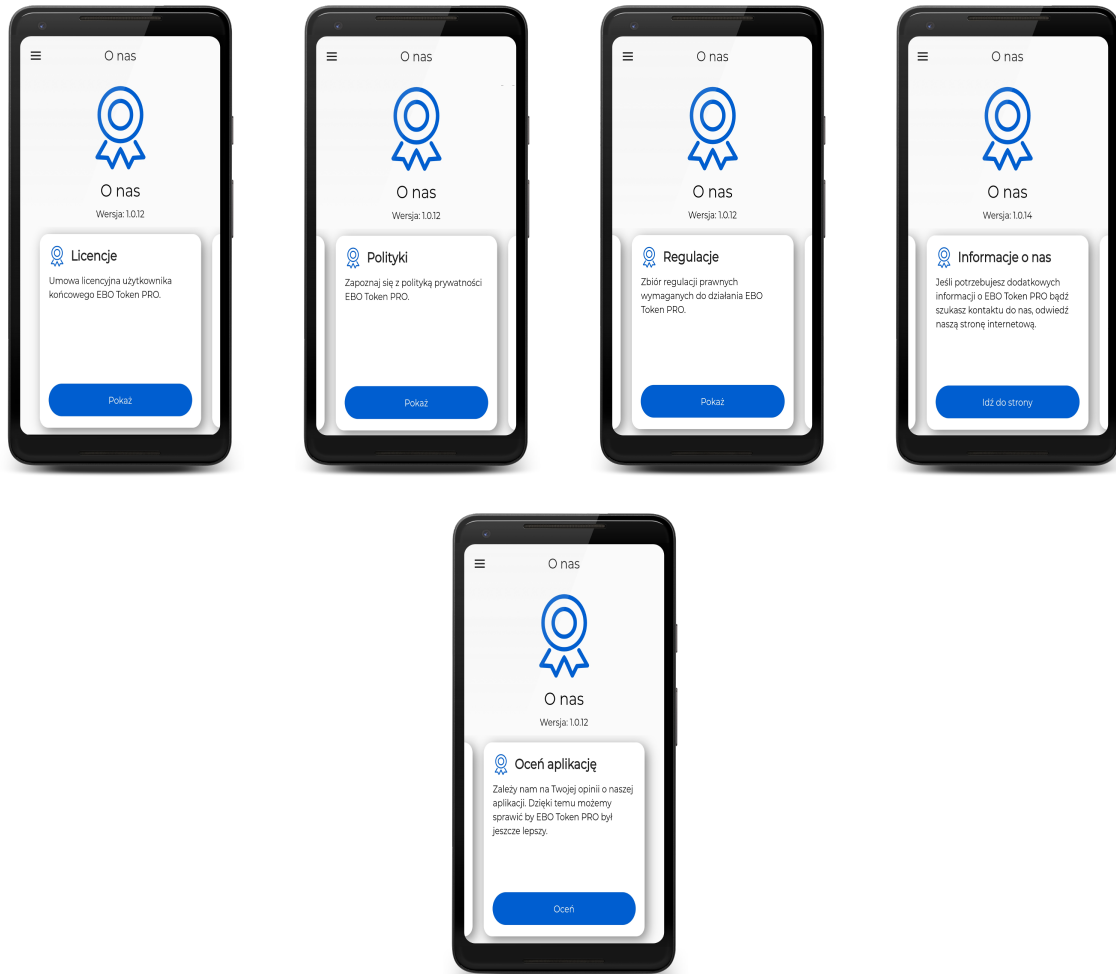 O nas
O nas
Wersja: 1.0.12
Licencje
Umowa licencyjna użytkownika
końcowego EBO Token PRO.
Pokaż
O nas
O nas
Wersja: 1.0.12
Polityki
Zapoznaj się z polityką prywatności
EBO Token PRO.
Pokaż
O nas
O nas
Wersja: 1.0.12
Regulacje
Zbiór regulacji prawnych
wymaganych do działania EBO
Token PRO.
Pokaż
O nas
O nas
Wersja: 1.0.14
Informacje o nas
Jeśli potrzebujesz dodatkowych
informacji o EBO Token PRO bądź
szukasz kontaktu do nas, odwiedź
naszą stronę internetową.
Idź do strony
O nas
O nas
Wersja: 1.0.12
Oceń aplikację
Zależy nam na Twojej opinii o naszej
aplikacji. Dzięki temu możemy
sprawić by EBO Token PRO był
jeszcze lepszy.
Oceń